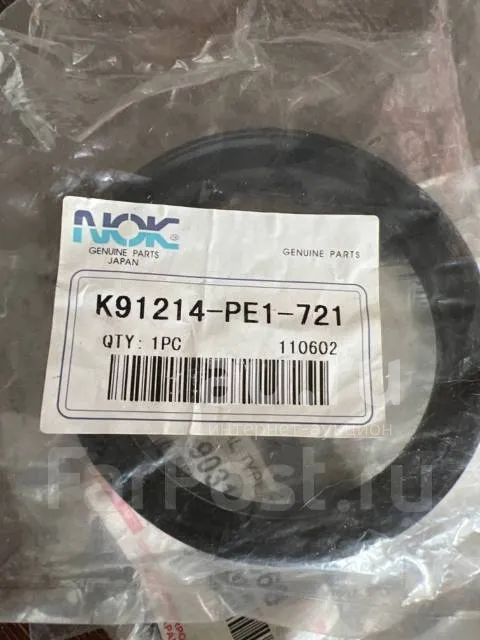 NOK®
GENUINE PARTS
JAPAN
GENUINE PARTS
K91214-PE1-721
QTY: 1PC
110602
интернет-аукцион
FarPost.ru